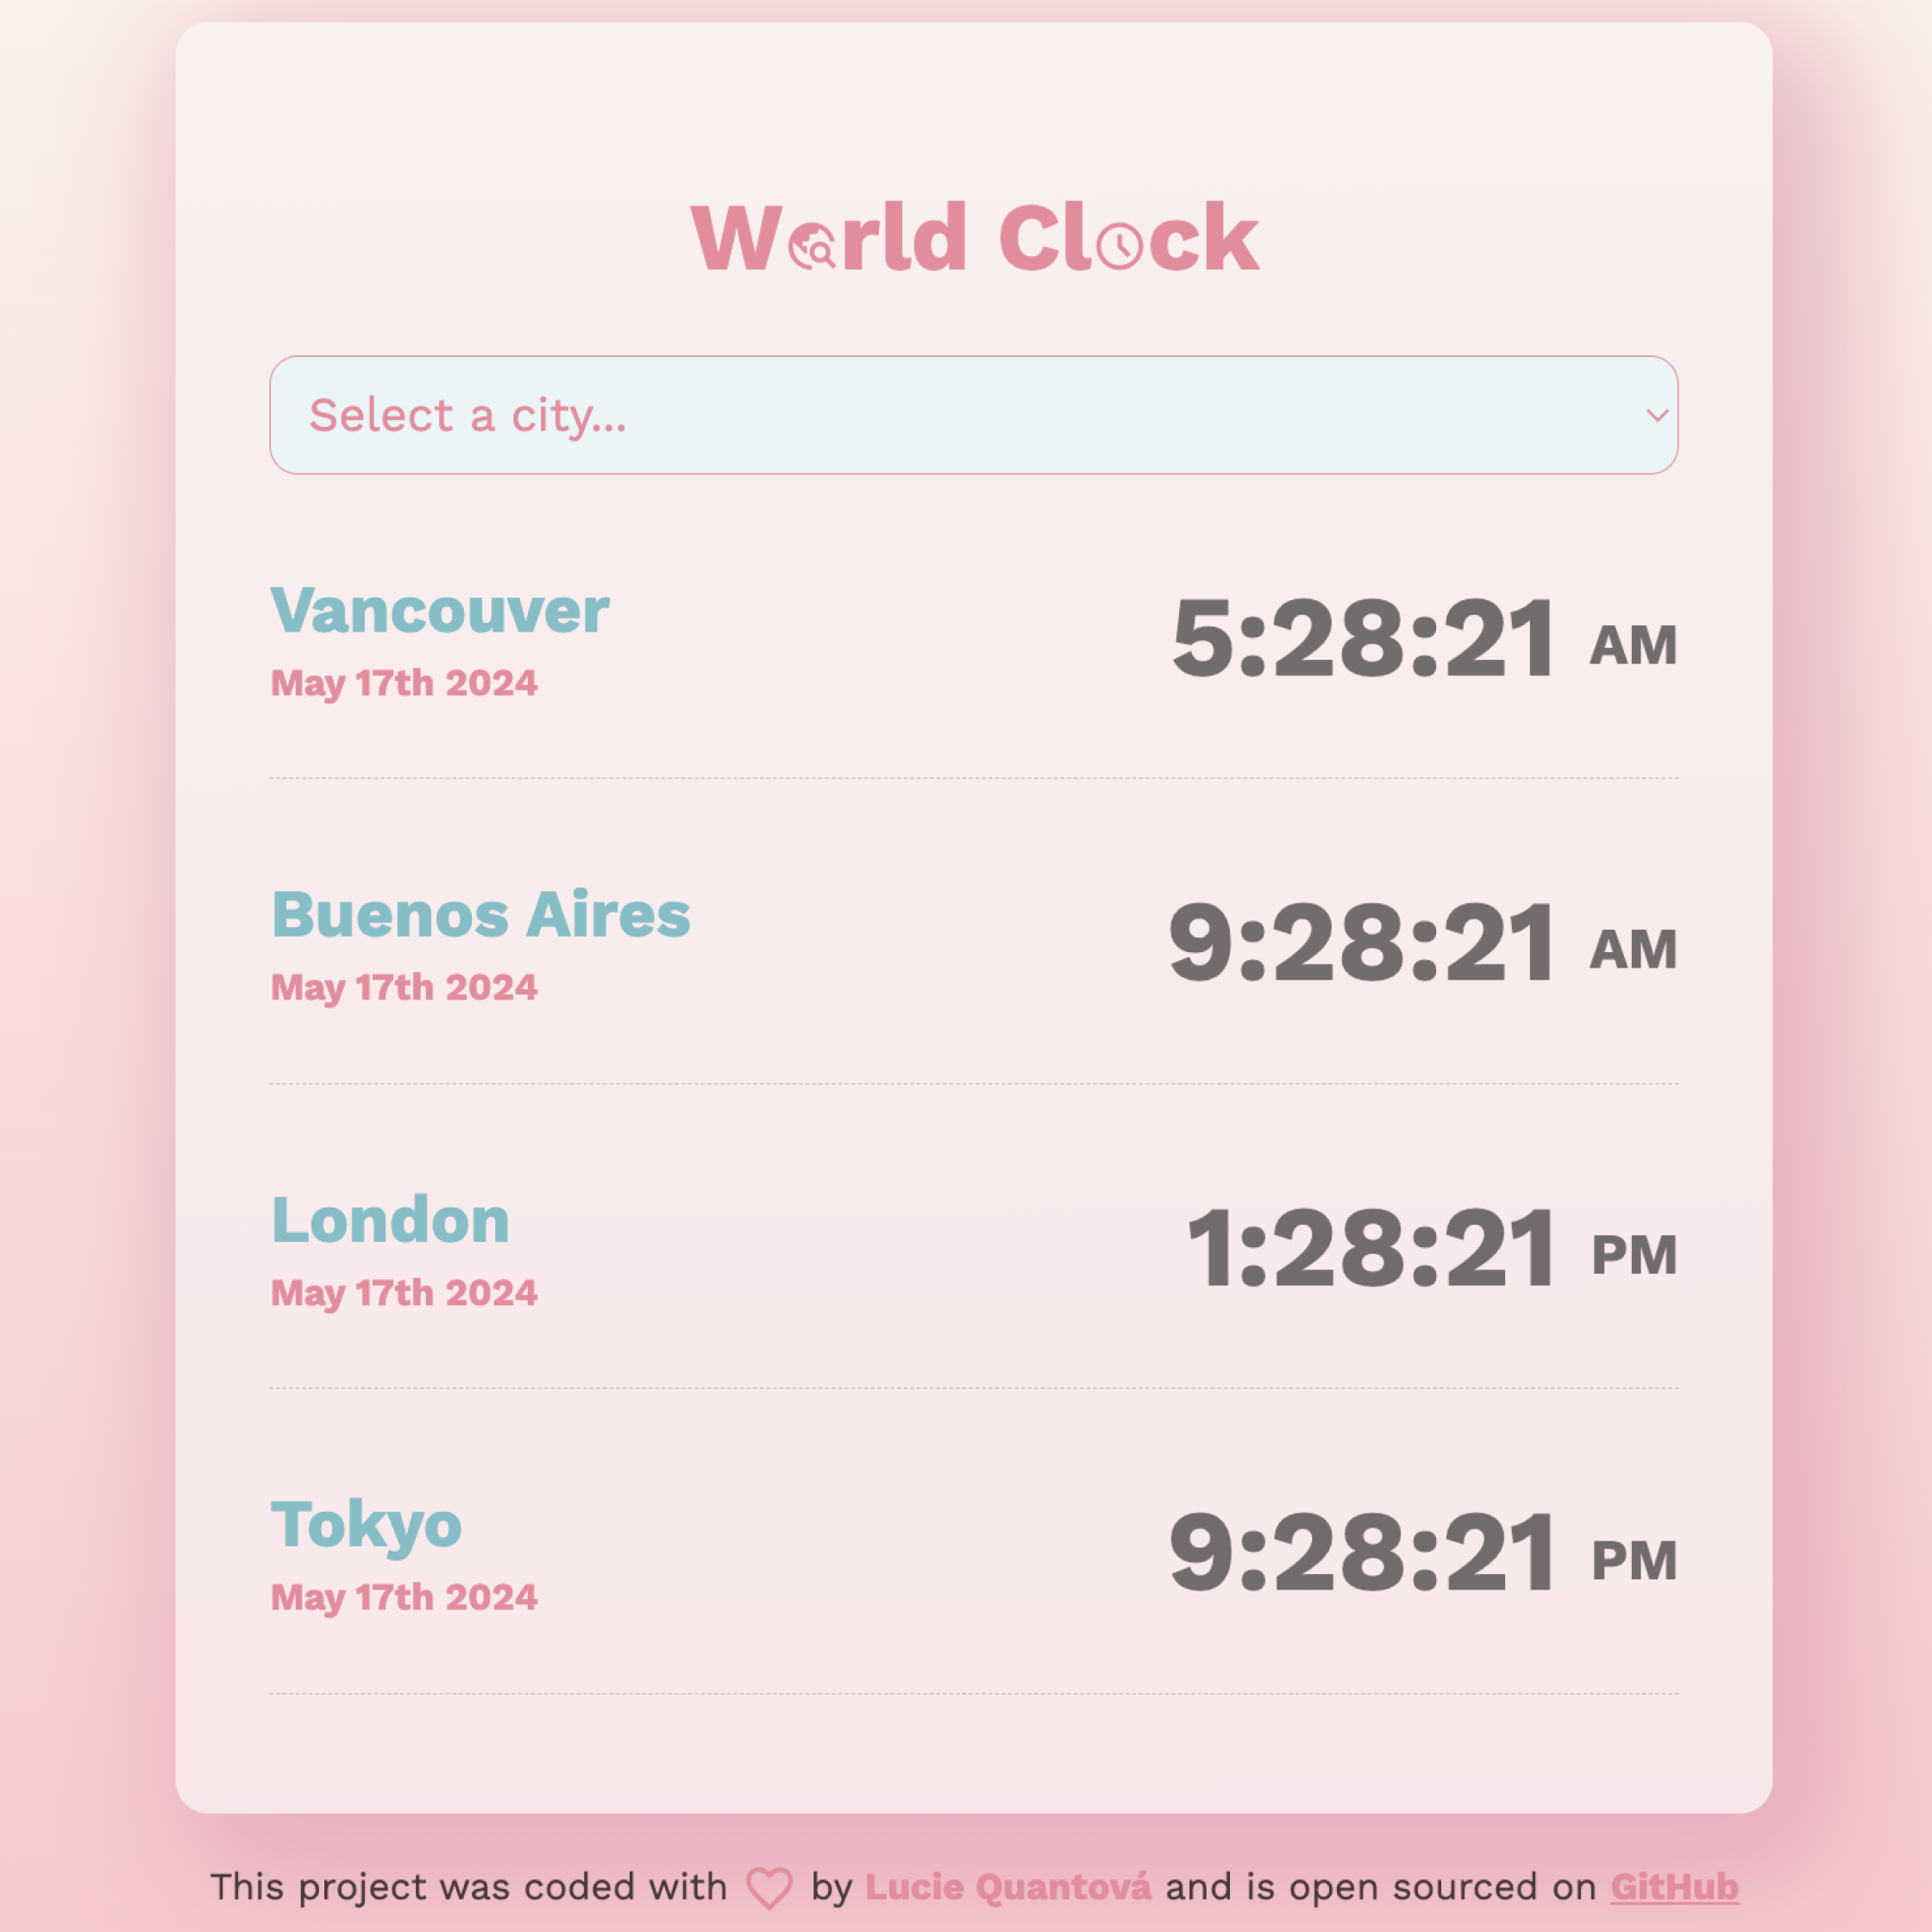 World Clock
Select a city...
Vancouver
5:28:21 AM
May 17th 2024
Buenos Aires
9:28:21 AM
May 17th 2024
London
1:28:21 PM
May 17th 2024
Tokyo
9:28:21 PM
May 17th 2024
This project was coded with ♡ by Lucie Quantová and is open sourced on GitHub